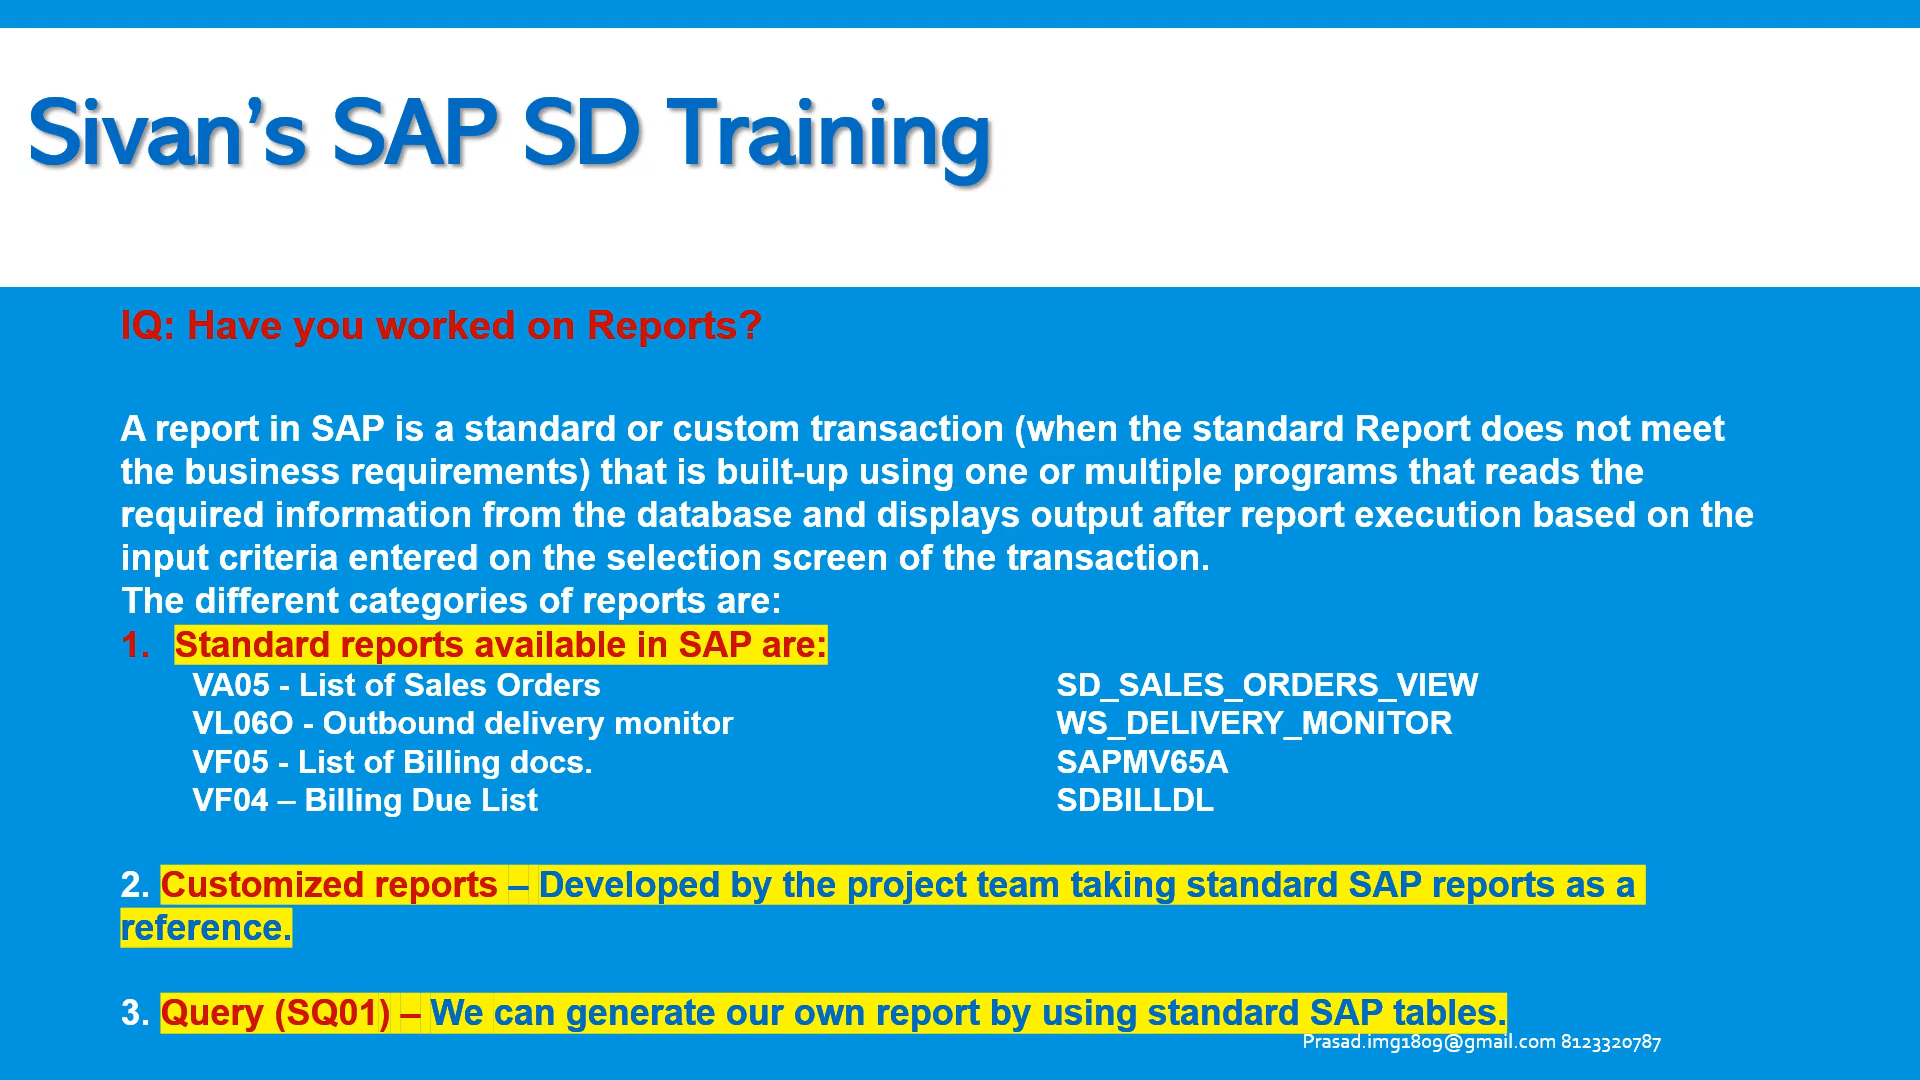 Sivan’s SAP SD Training
IQ: Have you worked on Reports?
A report in SAP is a standard or custom transaction (when the standard Report does not meet
the business requirements) that is built-up using one or multiple programs that reads the
required information from the database and displays output after report execution based on the
input criteria entered on the selection screen of the transaction.
The different categories of reports are:
1. Standard reports available in SAP are:
VA05 - List of Sales Orders SD_SALES_ORDERS_VIEW
VL06O - Outbound delivery monitor WS_DELIVERY_MONITOR
VF05 - List of Billing docs. SAPMV65A
VF04 – Billing Due List SDBILLDL
2. Customized reports – Developed by the project team taking standard SAP reports as a
reference.
3. Query (SQ01) – We can generate our own report by using standard SAP tables.
Prasad.img1809@gmail.com 8123320787